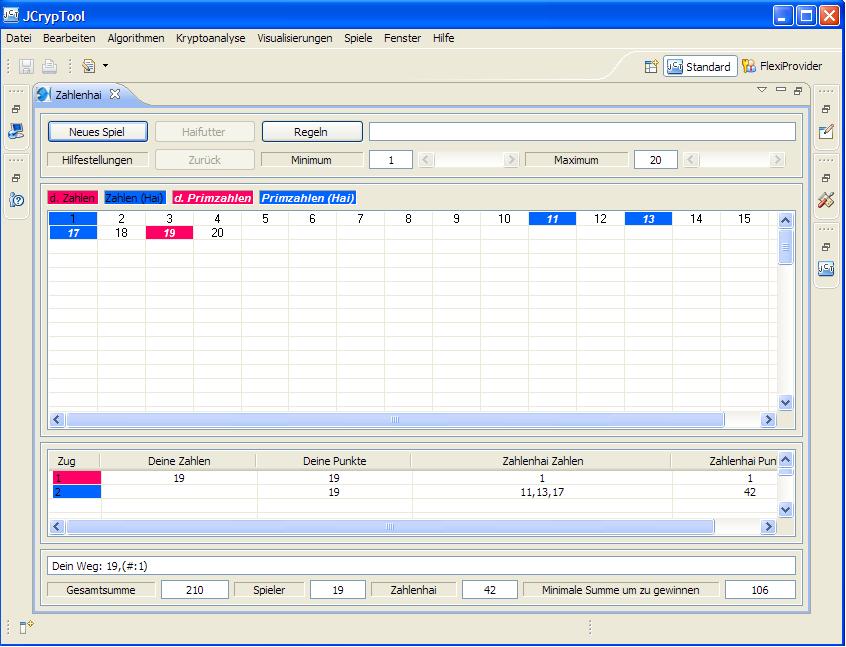 JCrypTool
Datei Bearbeiten Algorithmen Kryptoanalyse Visualisierungen Spiele Fenster Hilfe
Standard FlexiProvider
Zahlenhai
Neues Spiel Haifutter Regeln
Hilfestellungen Zurück Minimum 1 Maximum 20
d. Zahlen Zahlen (Hai) d. Primzahlen Primzahlen (Hai)
1 2 3 4 5 6 7 8 9 10 11 12 13 14 15
17 18 19 20
Zug Deine Zahlen Deine Punkte Zahlenhai Zahlen Zahlenhai Pun
1 19 19 1 1
2 19 11,13,17 42
Dein Weg: 19,(#:1)
Gesamtsumme 210 Spieler 19 Zahlenhai 42 Minimale Summe um zu gewinnen 106